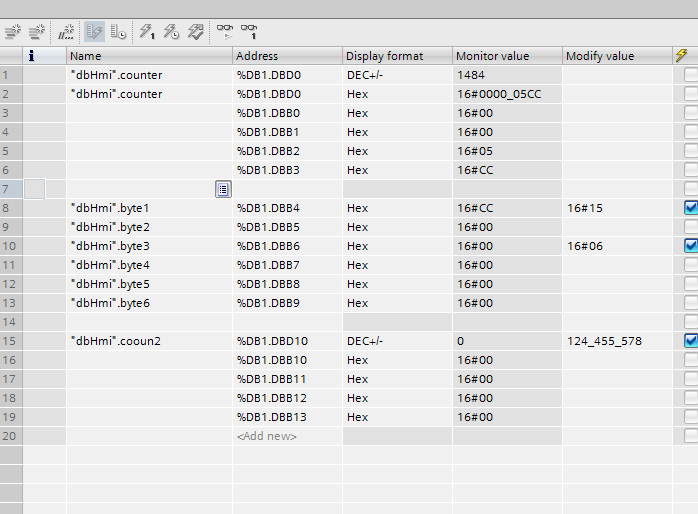 i Name Address Display format Monitor value Modify value
1 "dbHmi".counter %DB1.DBD0 DEC+/- 1484
2 "dbHmi".counter %DB1.DBD0 Hex 16#0000_05CC
3 %DB1.DBB0 Hex 16#00
4 %DB1.DBB1 Hex 16#00
5 %DB1.DBB2 Hex 16#05
6 %DB1.DBB3 Hex 16#CC
7
8 "dbHmi".byte1 %DB1.DBB4 Hex 16#CC 16#15
9 "dbHmi".byte2 %DB1.DBB5 Hex 16#00
10 "dbHmi".byte3 %DB1.DBB6 Hex 16#00 16#06
11 "dbHmi".byte4 %DB1.DBB7 Hex 16#00
12 "dbHmi".byte5 %DB1.DBB8 Hex 16#00
13 "dbHmi".byte6 %DB1.DBB9 Hex 16#00
14
15 "dbHmi".cooun2 %DB1.DBD10 DEC+/- 0 124_455_578
16 %DB1.DBB10 Hex 16#00
17 %DB1.DBB11 Hex 16#00
18 %DB1.DBB12 Hex 16#00
19 %DB1.DBB13 Hex 16#00
20 <Add new>